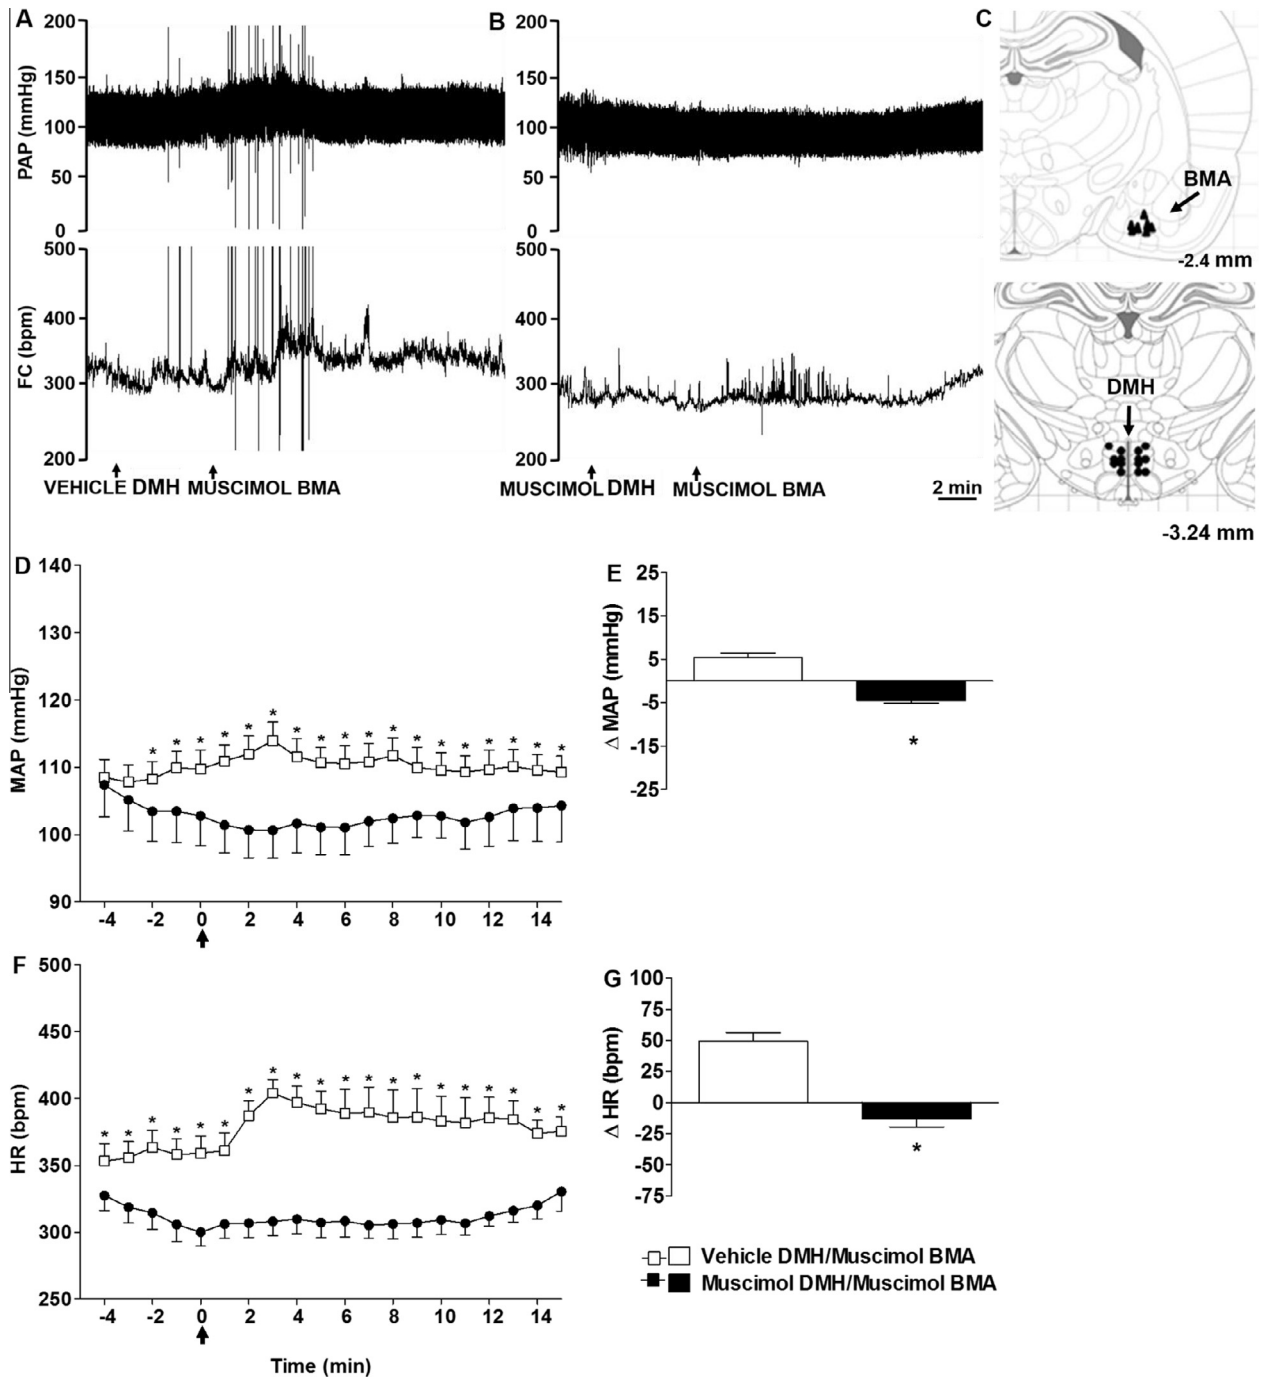 A
B
C
200
150
100
50
0
PAP (mmHg)
200
150
100
50
0
BMA
-2.4 mm
500
400
300
200
FC (bpm)
500
400
300
200
DMH
-3.24 mm
VEHICLE DMH MUSCIMOL BMA
MUSCIMOL DMH MUSCIMOL BMA
2 min
D
140
130
120
110
100
90
MAP (mmHg)
* * * * * * * * * * * * * * * * * *
-4 -2 0 2 4 6 8 10 12 14
E
25
15
5
-5
-15
-25
Δ MAP (mmHg)
*
F
500
450
400
350
300
250
HR (bpm)
* * * * * * * * * * * * * * * * * * * *
-4 -2 0 2 4 6 8 10 12 14
Time (min)
G
100
75
50
25
0
-25
-50
-75
Δ HR (bpm)
*
Vehicle DMH/Muscimol BMA
Muscimol DMH/Muscimol BMA